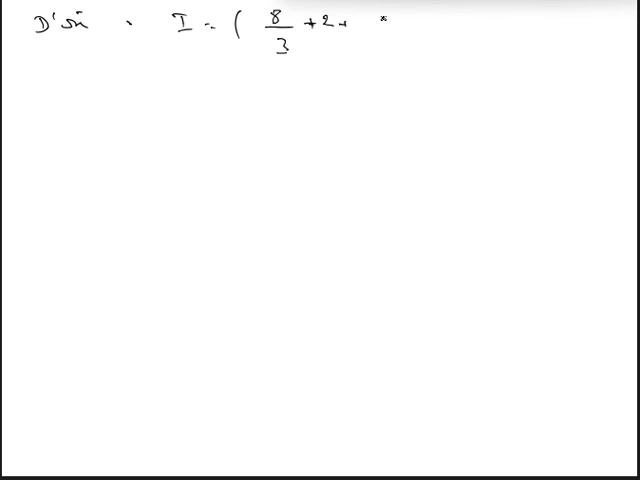 D'où . I = ( 8/3 + 2 +